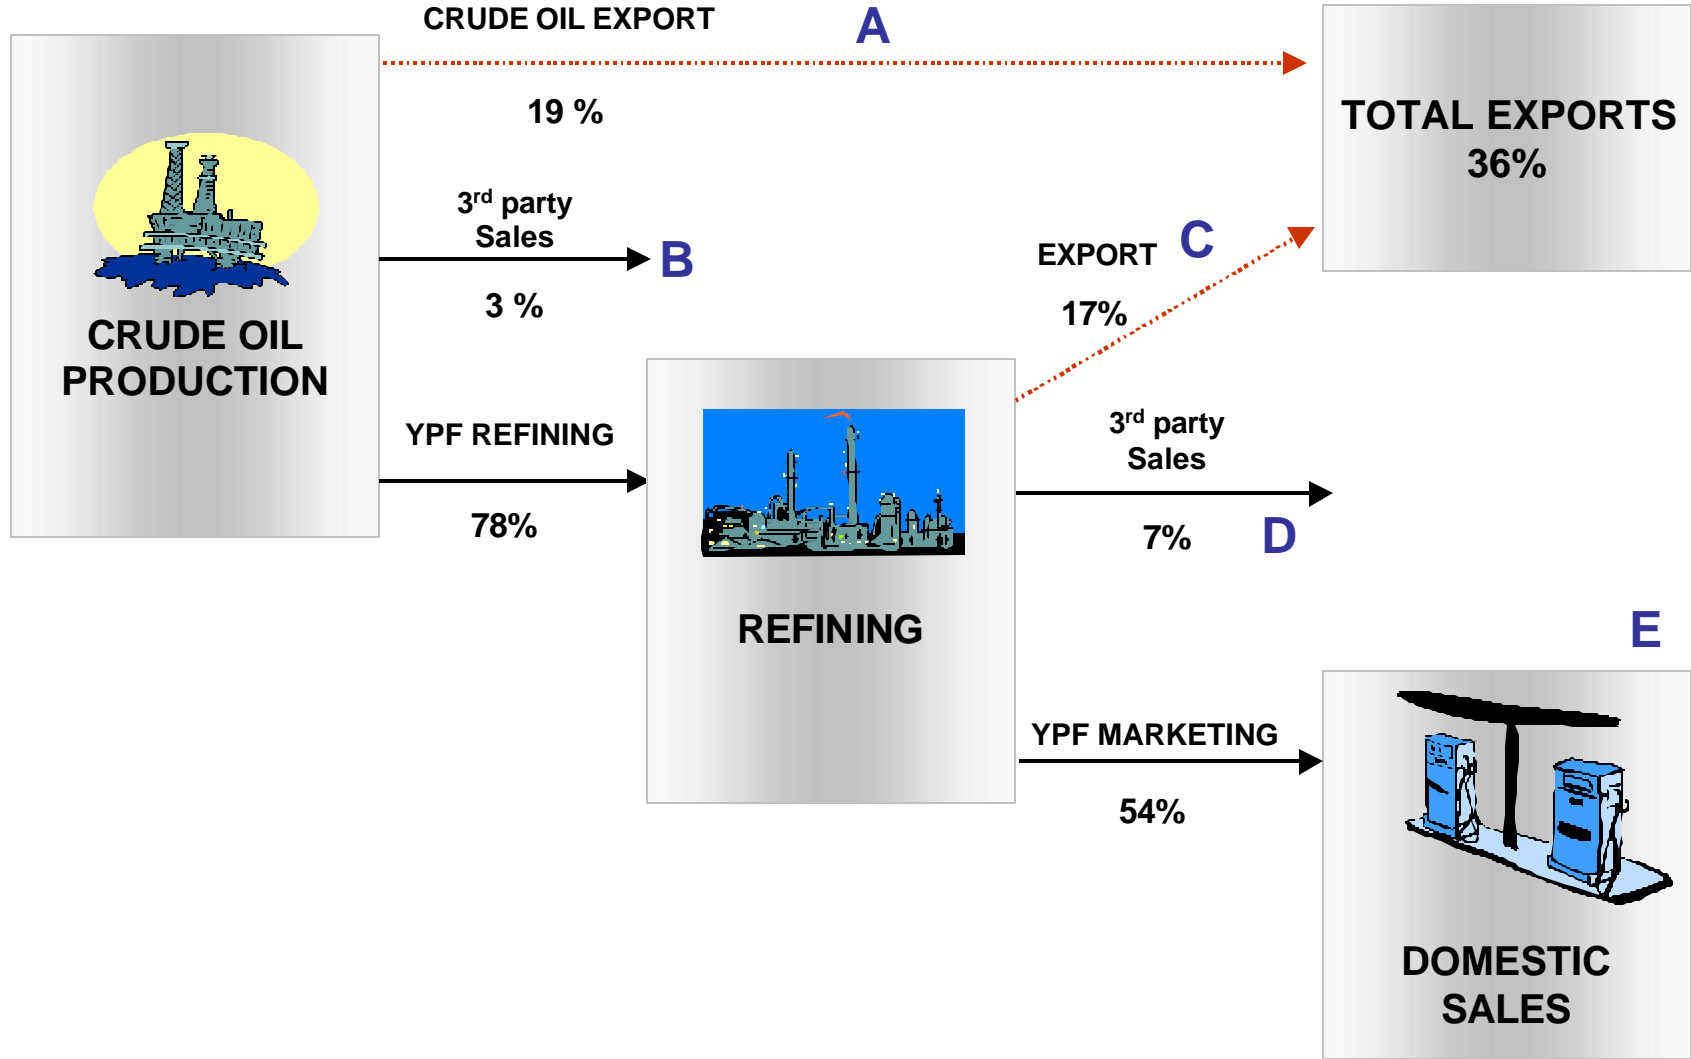 CRUDE OIL EXPORT
A
19 %
TOTAL EXPORTS
36%
3rd party
Sales
B
3 %
CRUDE OIL
PRODUCTION
EXPORT
C
17%
YPF REFINING
78%
REFINING
3rd party
Sales
7%
D
E
YPF MARKETING
54%
DOMESTIC
SALES